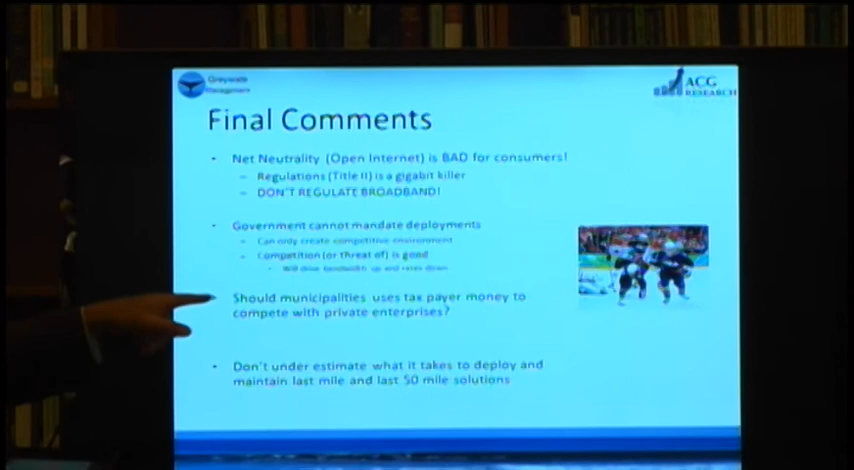 Greywale
Management
ACG
RESEARCH
Final Comments
• Net Neutrality (Open Internet) is BAD for consumers!
– Regulations (Title II) is a gigabit killer
– DON'T REGULATE BROADBAND!
• Government cannot mandate deployments
– Can only create competitive environment
– Competition (or threat of) is good
• Will drive bandwidth up and rates down
Should municipalities uses tax payer money to
compete with private enterprises?
• Don't under estimate what it takes to deploy and
maintain last mile and last 50 mile solutions